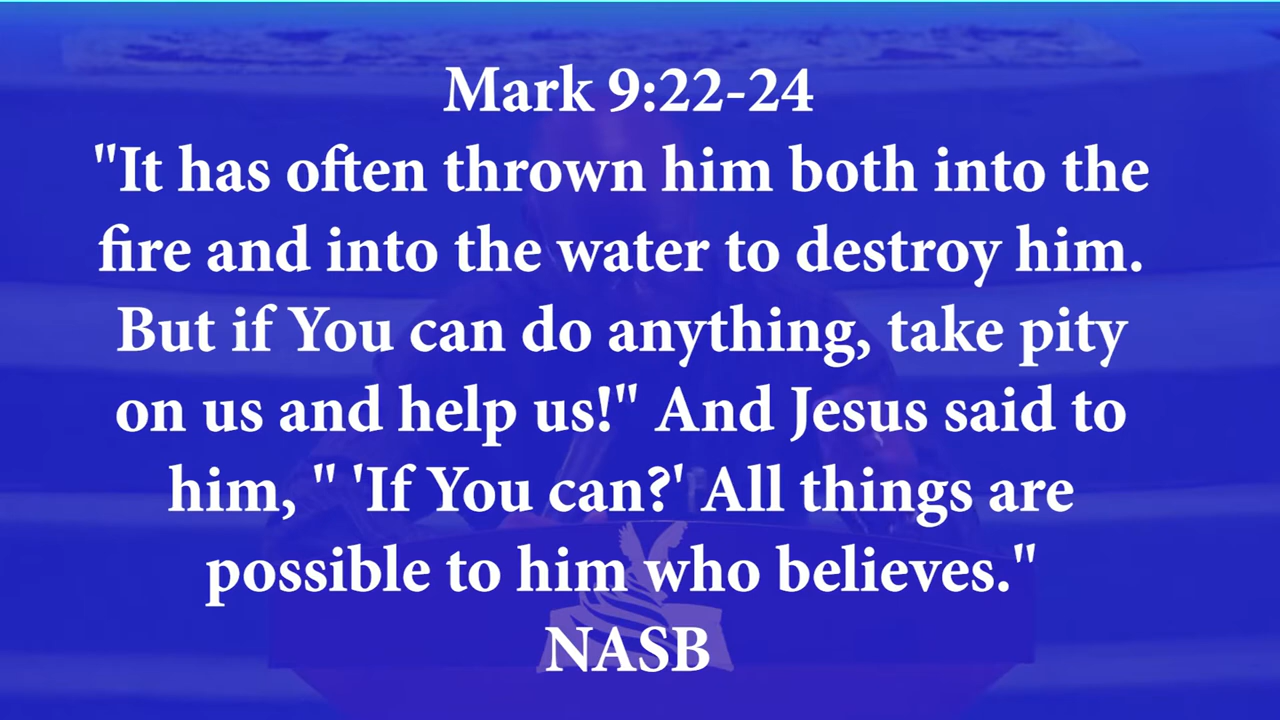 Mark 9:22-24
"It has often thrown him both into the
fire and into the water to destroy him.
But if You can do anything, take pity
on us and help us!" And Jesus said to
him, " 'If You can?' All things are
possible to him who believes."
NASB